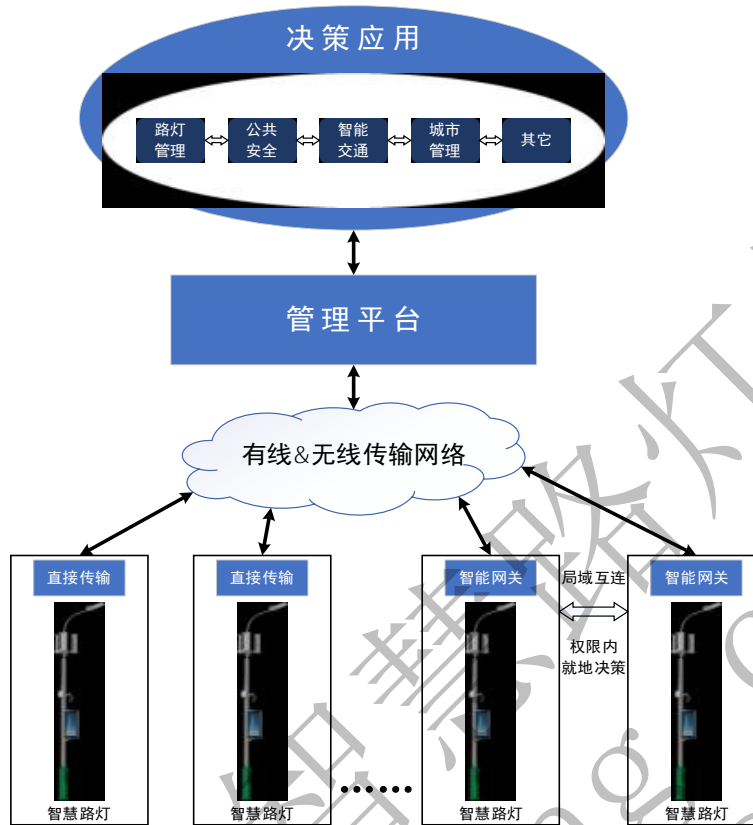 决策应用
路灯
管理
公共
安全
智能
交通
城市
管理
其它
管理平台
有线&无线传输网络
直接传输
直接传输
智能网关
局域互连
智能网关
权限内
就地决策
......
智慧路灯
智慧路灯
智慧路灯
智慧路灯
智慧路灯